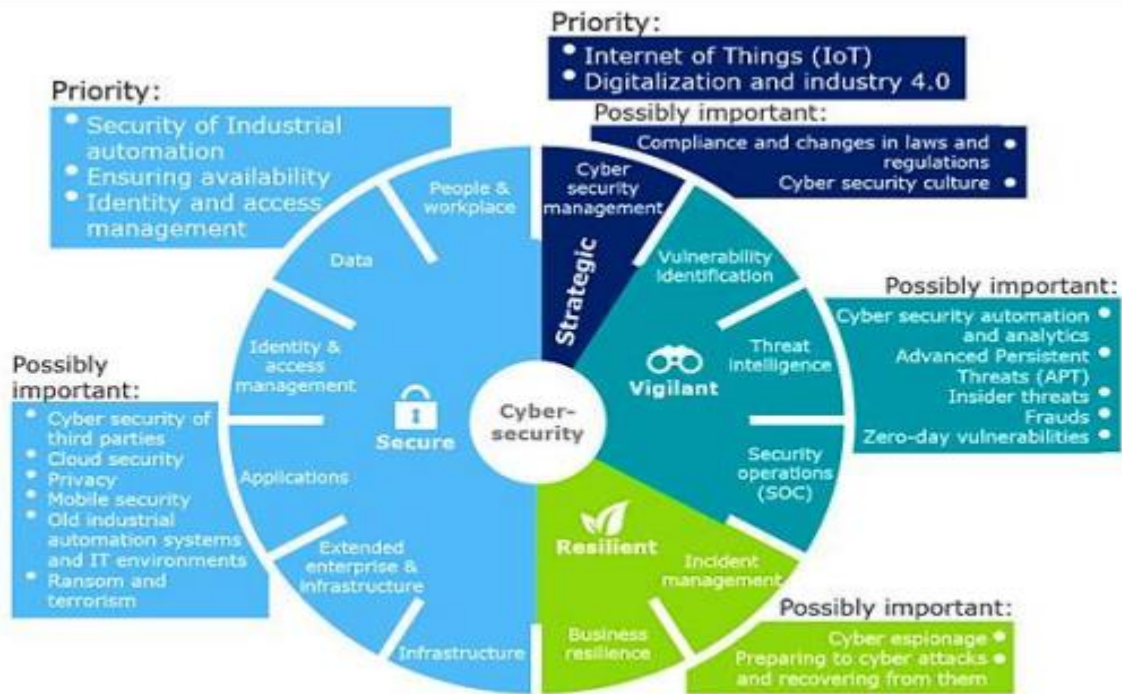 Priority:
• Internet of Things (IoT)
• Digitalization and industry 4.0
Possibly important:
Compliance and changes in laws and
regulations •
Cyber security culture •
Priority:
• Security of Industrial
automation
• Ensuring availability
• Identity and access
management
People &
workplace
Cyber
security
management
Data
Vulnerability
identification
Strategic
Possibly important:
Cyber security automation •
and analytics
Advanced Persistent •
Threats (APT)
Insider threats •
Frauds •
Zero-day vulnerabilities •
Identity &
access
management
Threat
intelligence
Vigilant
Possibly
important:
• Cyber security of
third parties
• Cloud security
• Privacy
• Mobile security
• Old industrial
automation systems
and IT environments
• Ransom and
terrorism
Secure
Cyber-
security
Applications
Security
operations
(SOC)
Resilient
Extended
enterprise &
infrastructure
Incident
management
Infrastructure
Business
resilience
Possibly important:
Cyber espionage •
Preparing to cyber attacks •
and recovering from them